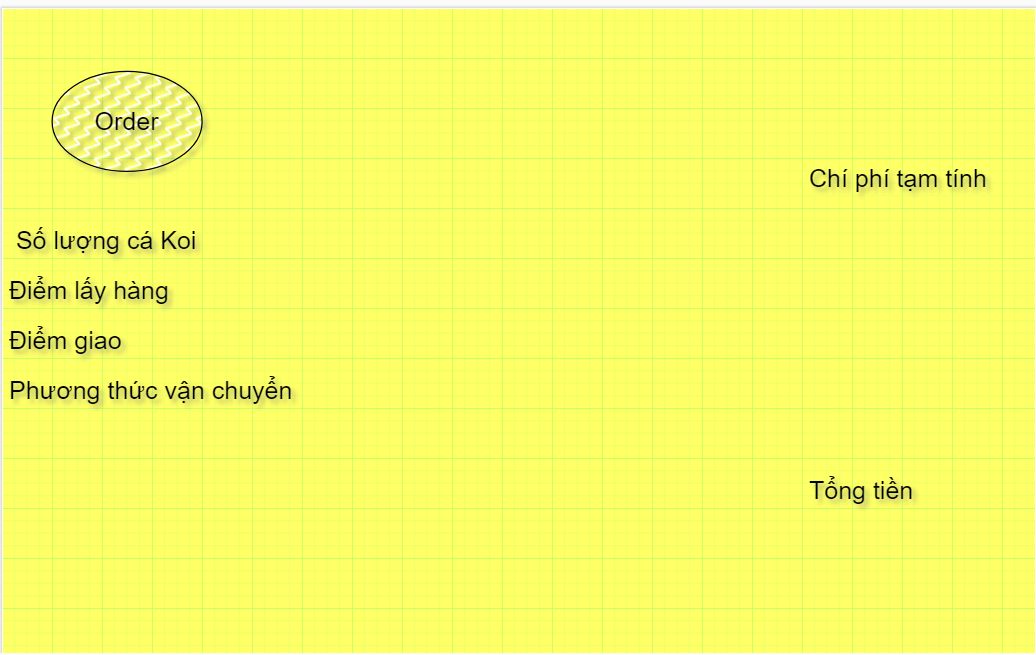 Order
Chí phí tạm tính
Số lượng cá Koi
Điểm lấy hàng
Điểm giao
Phương thức vận chuyển
Tổng tiền